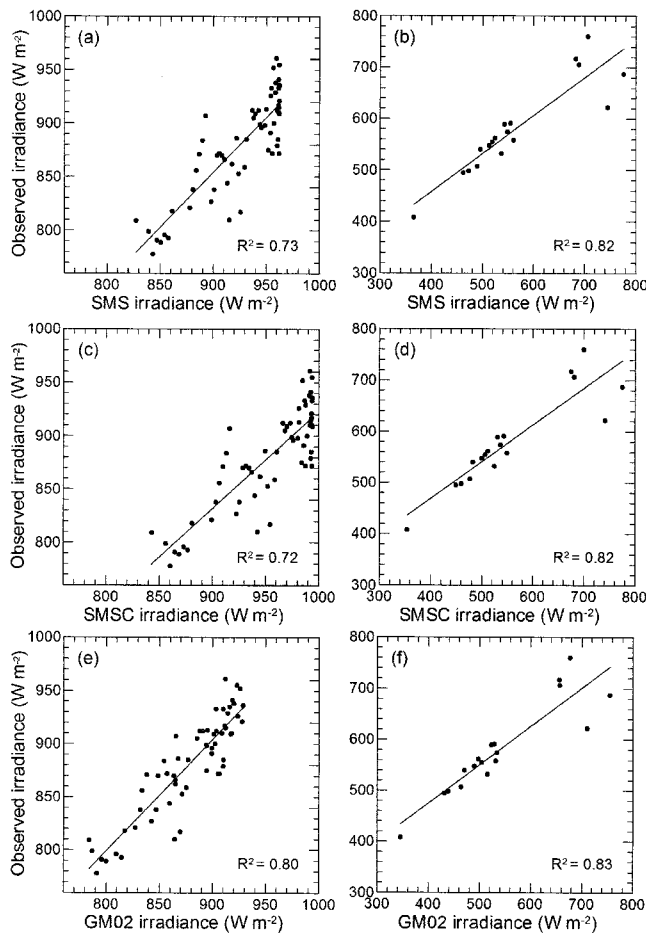 (a)
Observed irradiance (W m-2)
1000
950
900
850
800
R² = 0.73
800 850 900 950 1000
SMS irradiance (W m-2)
(b)
800
700
600
500
400
300
R² = 0.82
300 400 500 600 700 800
SMS irradiance (W m-2)
(c)
Observed irradiance (W m-2)
1000
950
900
850
800
R² = 0.72
800 850 900 950 1000
SMSC irradiance (W m-2)
(d)
800
700
600
500
400
300
R² = 0.82
300 400 500 600 700 800
SMSC irradiance (W m-2)
(e)
Observed irradiance (W m-2)
1000
950
900
850
800
R² = 0.80
800 850 900 950 1000
GM02 irradiance (W m-2)
(f)
800
700
600
500
400
300
R² = 0.83
300 400 500 600 700 800
GM02 irradiance (W m-2)